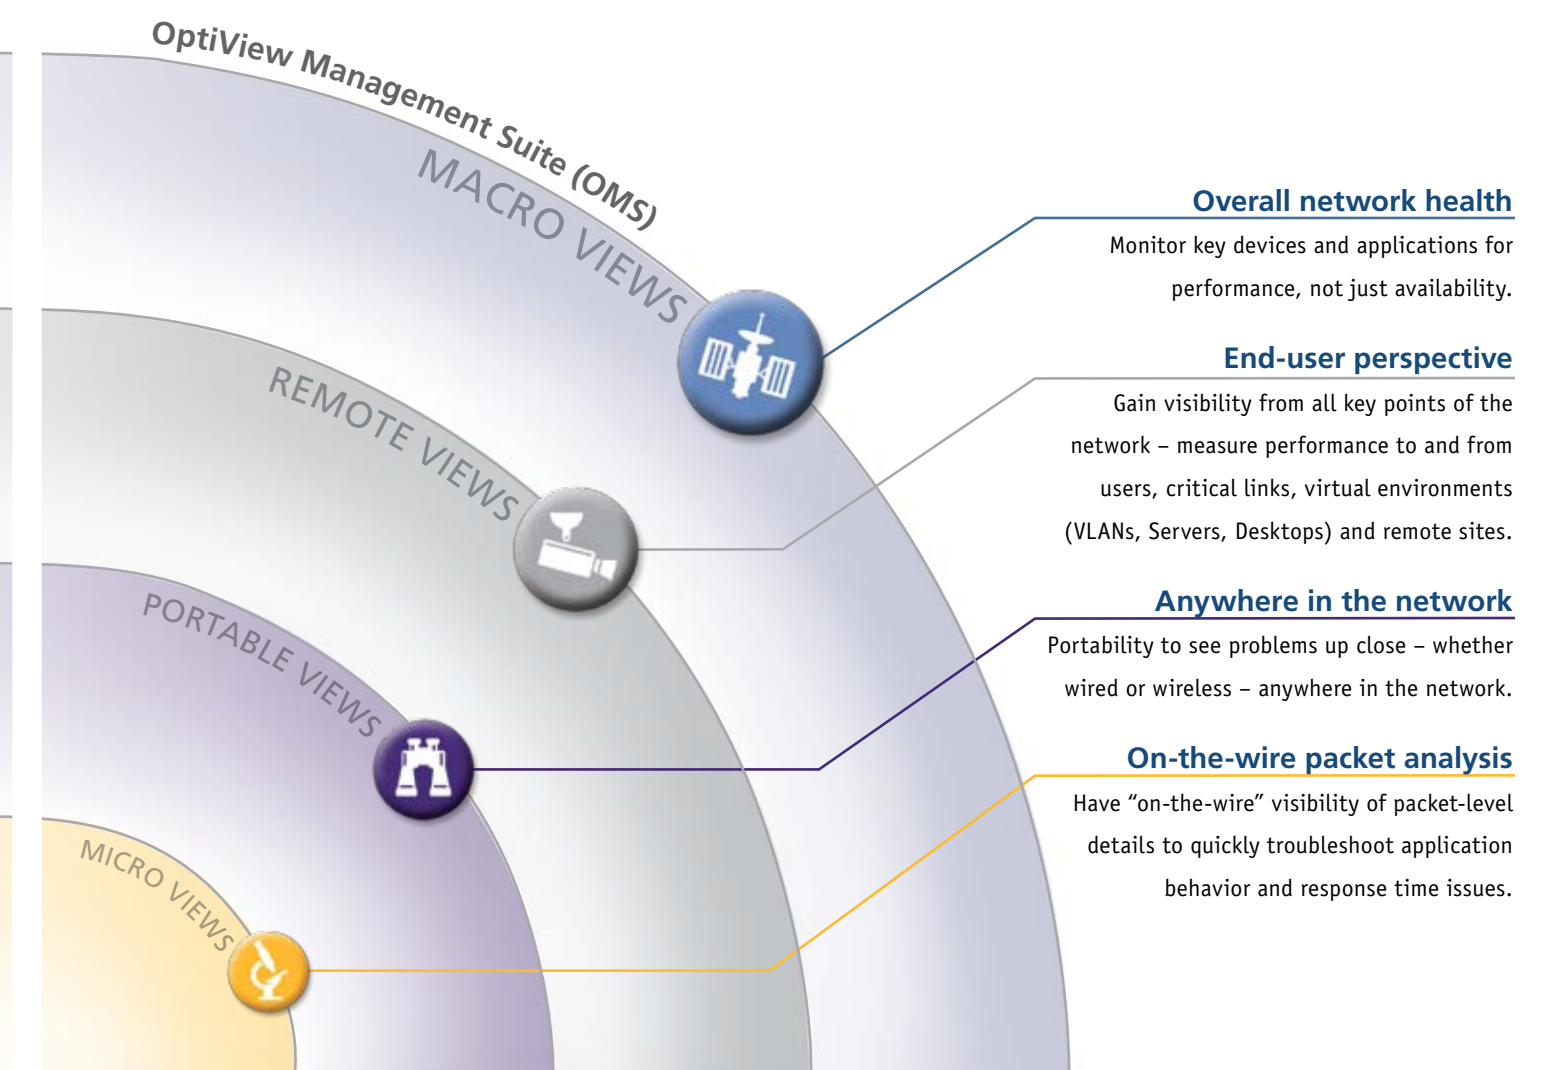 OptiView Management Suite (OMS)
MACRO VIEWS
REMOTE VIEWS
PORTABLE VIEWS
MICRO VIEWS
Overall network health
Monitor key devices and applications for
performance, not just availability.
End-user perspective
Gain visibility from all key points of the
network – measure performance to and from
users, critical links, virtual environments
(VLANs, Servers, Desktops) and remote sites.
Anywhere in the network
Portability to see problems up close – whether
wired or wireless – anywhere in the network.
On-the-wire packet analysis
Have “on-the-wire” visibility of packet-level
details to quickly troubleshoot application
behavior and response time issues.